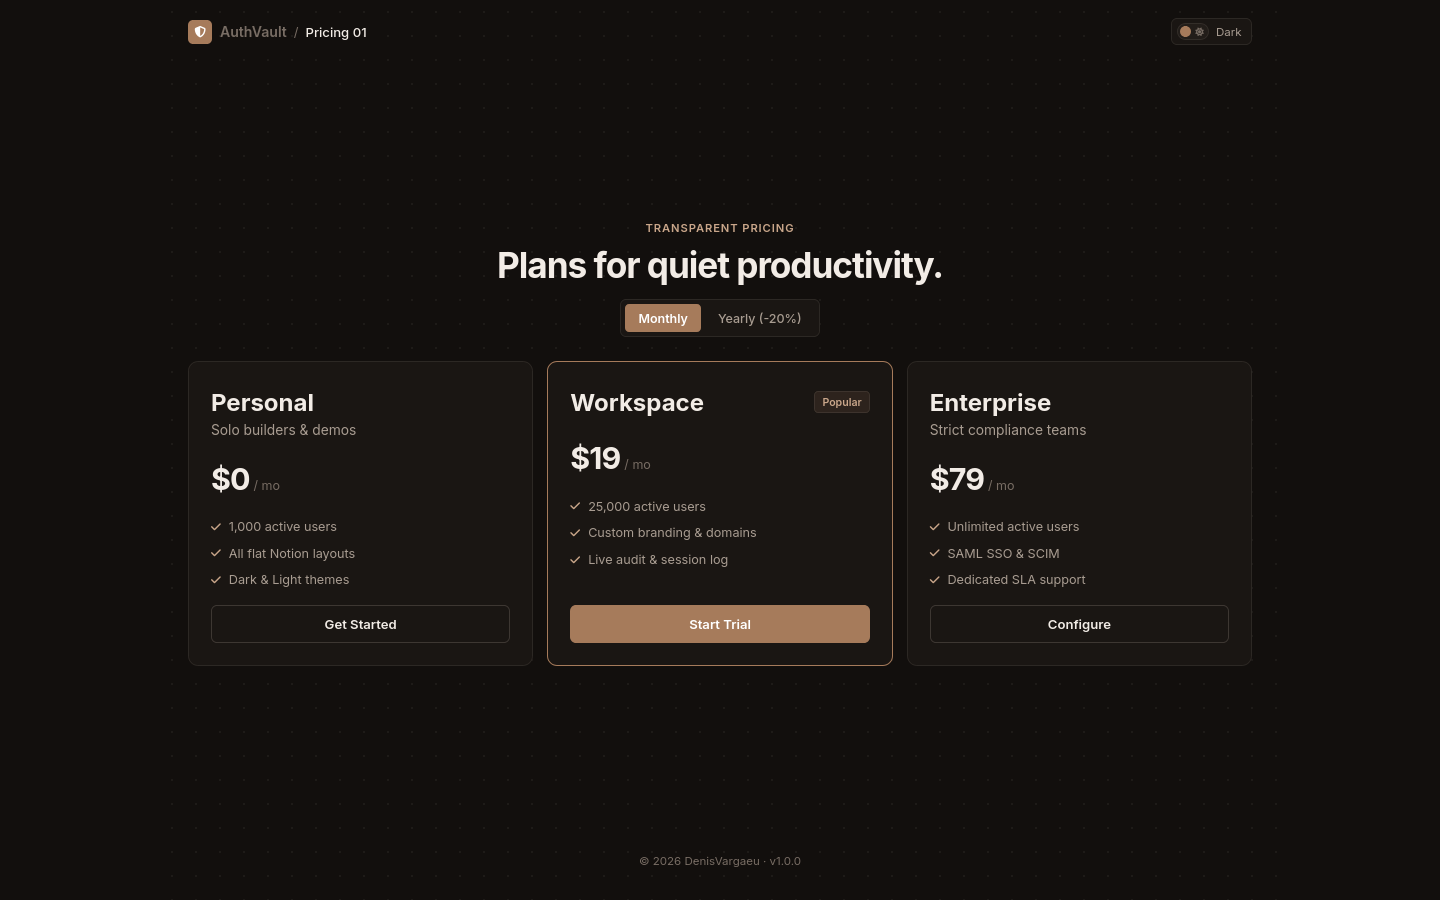 AuthVault / Pricing 01
Dark
TRANSPARENT PRICING
Plans for quiet productivity.
Monthly
Yearly (-20%)
Personal
Solo builders & demos
$0 / mo
1,000 active users
All flat Notion layouts
Dark & Light themes
Get Started
Workspace
Popular
$19 / mo
25,000 active users
Custom branding & domains
Live audit & session log
Start Trial
Enterprise
Strict compliance teams
$79 / mo
Unlimited active users
SAML SSO & SCIM
Dedicated SLA support
Configure
© 2026 DenisVargaeu · v1.0.0